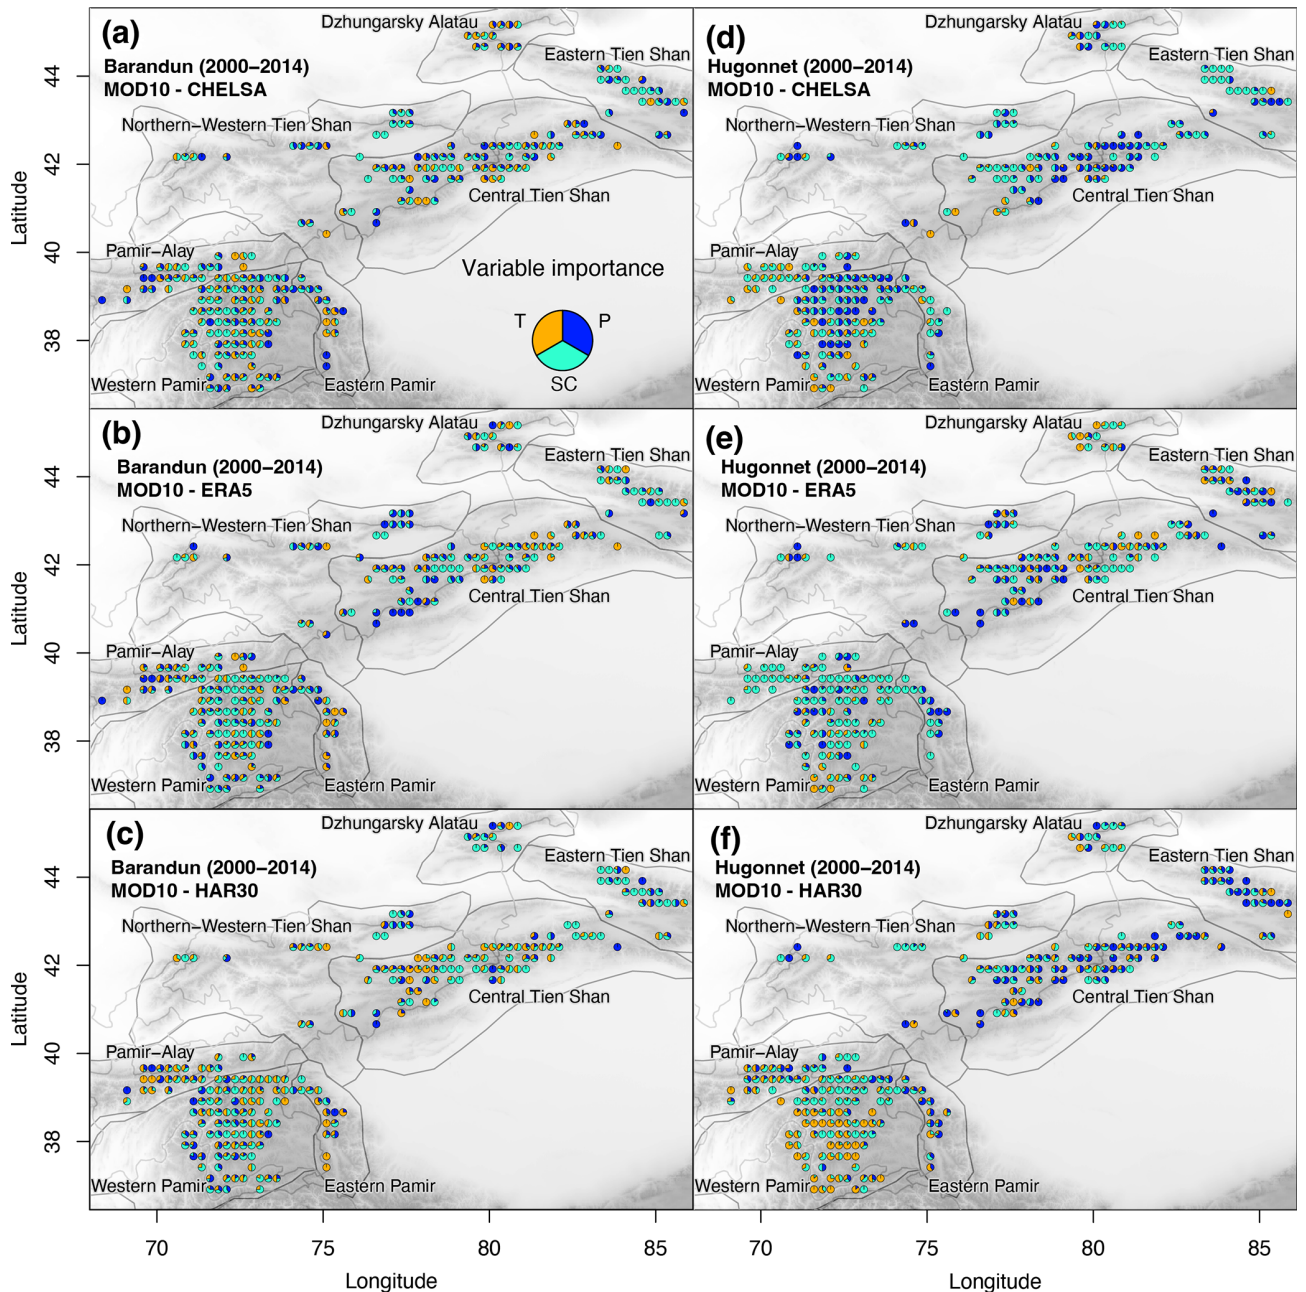 (a)
Barandun (2000–2014)
MOD10 - CHELSA
Dzhungarsky Alatau
Eastern Tien Shan
Northern−Western Tien Shan
Central Tien Shan
Pamir−Alay
Western Pamir
Eastern Pamir
Variable importance
T
P
SC
Latitude
44
42
40
38
(d)
Hugonnet (2000–2014)
MOD10 - CHELSA
Dzhungarsky Alatau
Eastern Tien Shan
Northern−Western Tien Shan
Central Tien Shan
Pamir−Alay
Western Pamir
Eastern Pamir
(b)
Barandun (2000–2014)
MOD10 - ERA5
Dzhungarsky Alatau
Eastern Tien Shan
Northern−Western Tien Shan
Central Tien Shan
Pamir−Alay
Western Pamir
Eastern Pamir
Latitude
44
42
40
38
(e)
Hugonnet (2000–2014)
MOD10 - ERA5
Dzhungarsky Alatau
Eastern Tien Shan
Northern−Western Tien Shan
Central Tien Shan
Pamir−Alay
Western Pamir
Eastern Pamir
(c)
Barandun (2000–2014)
MOD10 - HAR30
Dzhungarsky Alatau
Eastern Tien Shan
Northern−Western Tien Shan
Central Tien Shan
Pamir−Alay
Western Pamir
Eastern Pamir
Latitude
44
42
40
38
70 75 80 85
Longitude
(f)
Hugonnet (2000–2014)
MOD10 - HAR30
Dzhungarsky Alatau
Eastern Tien Shan
Northern−Western Tien Shan
Central Tien Shan
Pamir−Alay
Western Pamir
Eastern Pamir
70 75 80 85
Longitude